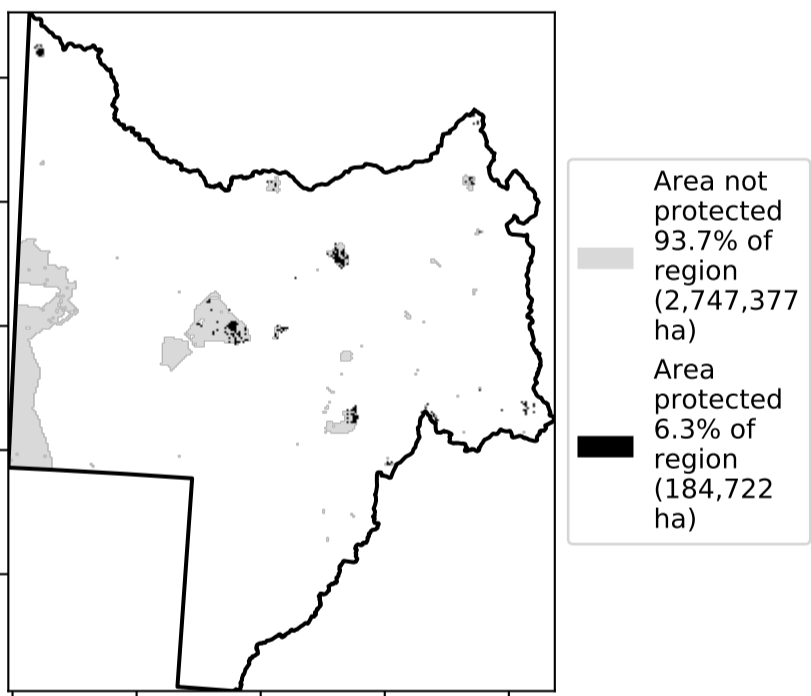 Area not
protected
93.7% of
region
(2,747,377
ha)
Area
protected
6.3% of
region
(184,722
ha)